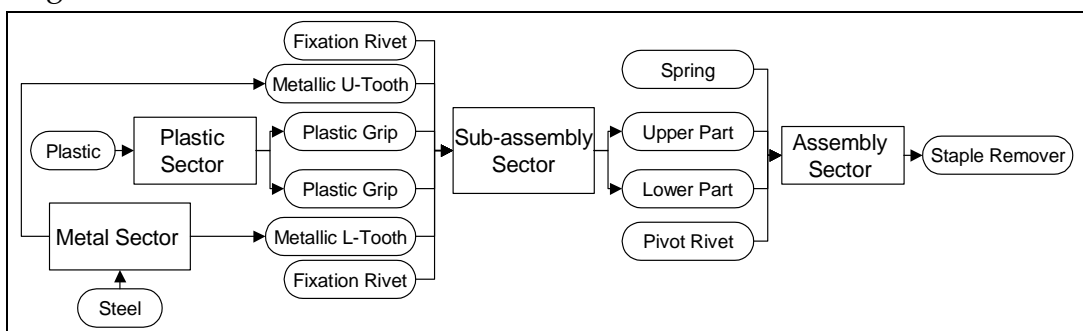 Fixation Rivet
Metallic U-Tooth
Plastic
Plastic
Sector
Plastic Grip
Plastic Grip
Metal Sector
Metallic L-Tooth
Fixation Rivet
Steel
Sub-assembly
Sector
Spring
Upper Part
Lower Part
Pivot Rivet
Assembly
Sector
Staple Remover